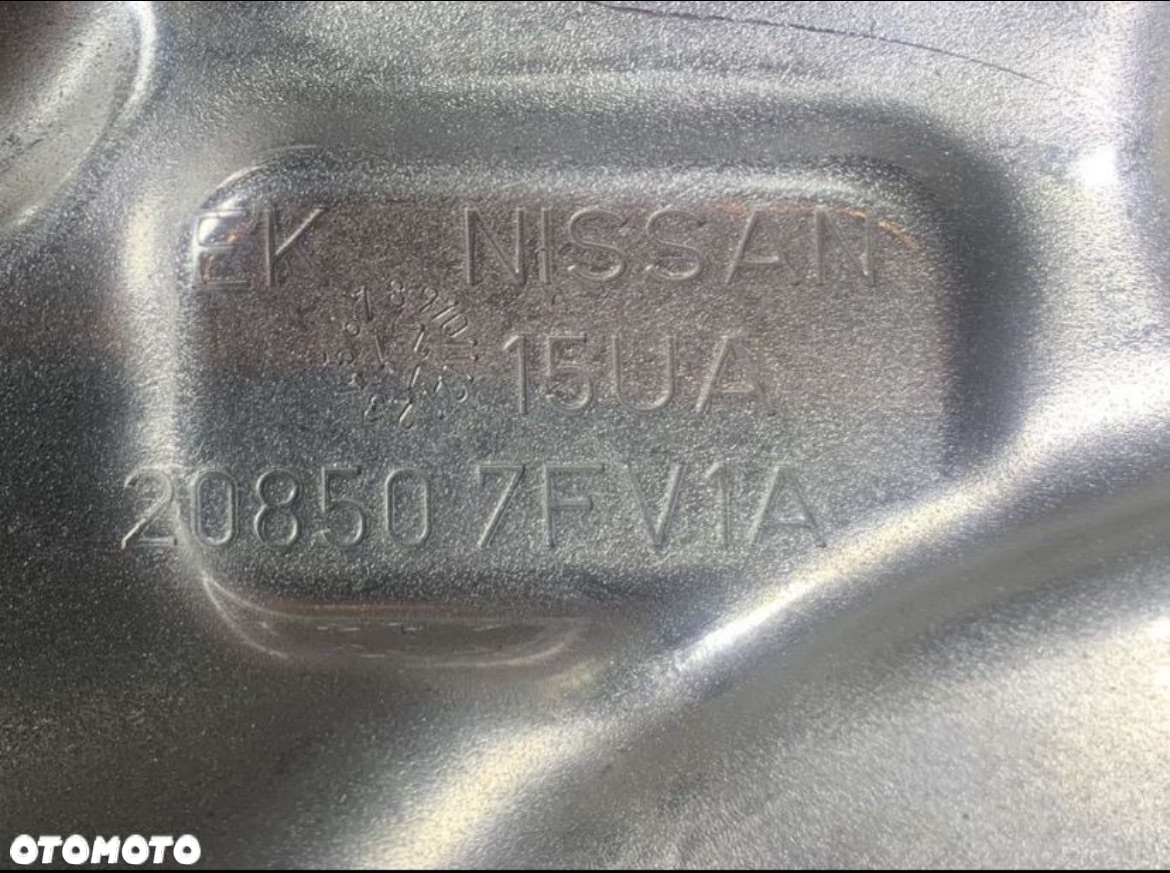 EK NISSAN
15UA
20850 7FV1A
OTOMOTO